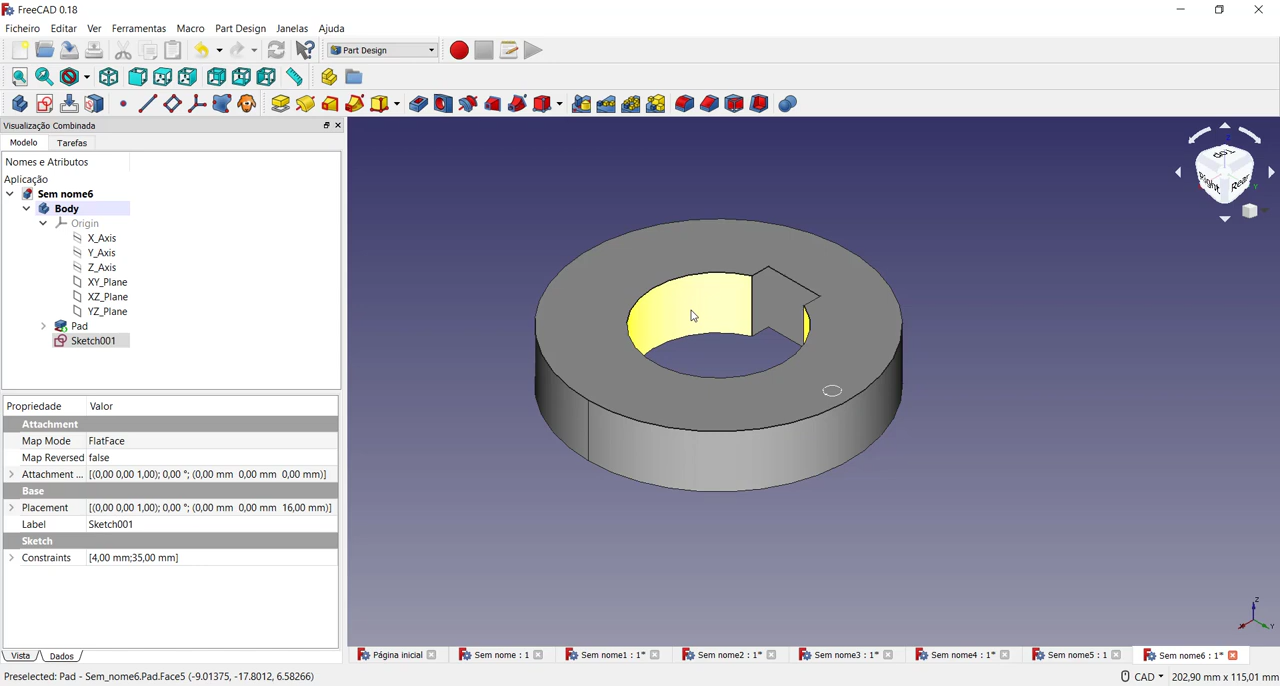 FreeCAD 0.18
Ficheiro Editar Ver Ferramentas Macro Part Design Janelas Ajuda
Part Design
Visualização Combinada
Modelo Tarefas
Nomes e Atributos
Aplicação
Sem nome6
Body
Origin
X_Axis
Y_Axis
Z_Axis
XY_Plane
XZ_Plane
YZ_Plane
Pad
Sketch001
Propriedade Valor
Attachment
Map Mode FlatFace
Map Reversed false
Attachment ... [(0,00 0,00 1,00); 0,00 °; (0,00 mm 0,00 mm 0,00 mm)]
Base
Placement [(0,00 0,00 1,00); 0,00 °; (0,00 mm 0,00 mm 16,00 mm)]
Label Sketch001
Sketch
Constraints [4,00 mm;35,00 mm]
Vista Dados
Top
Right Rear
Z
X Y
Página inicial Sem nome : 1 Sem nome1 : 1* Sem nome2 : 1* Sem nome3 : 1* Sem nome4 : 1* Sem nome5 : 1 Sem nome6 : 1*
Preselected: Pad - Sem_nome6.Pad.Face5 (-9.01375, -17.8012, 6.58266) CAD 202,90 mm x 115,01 mm